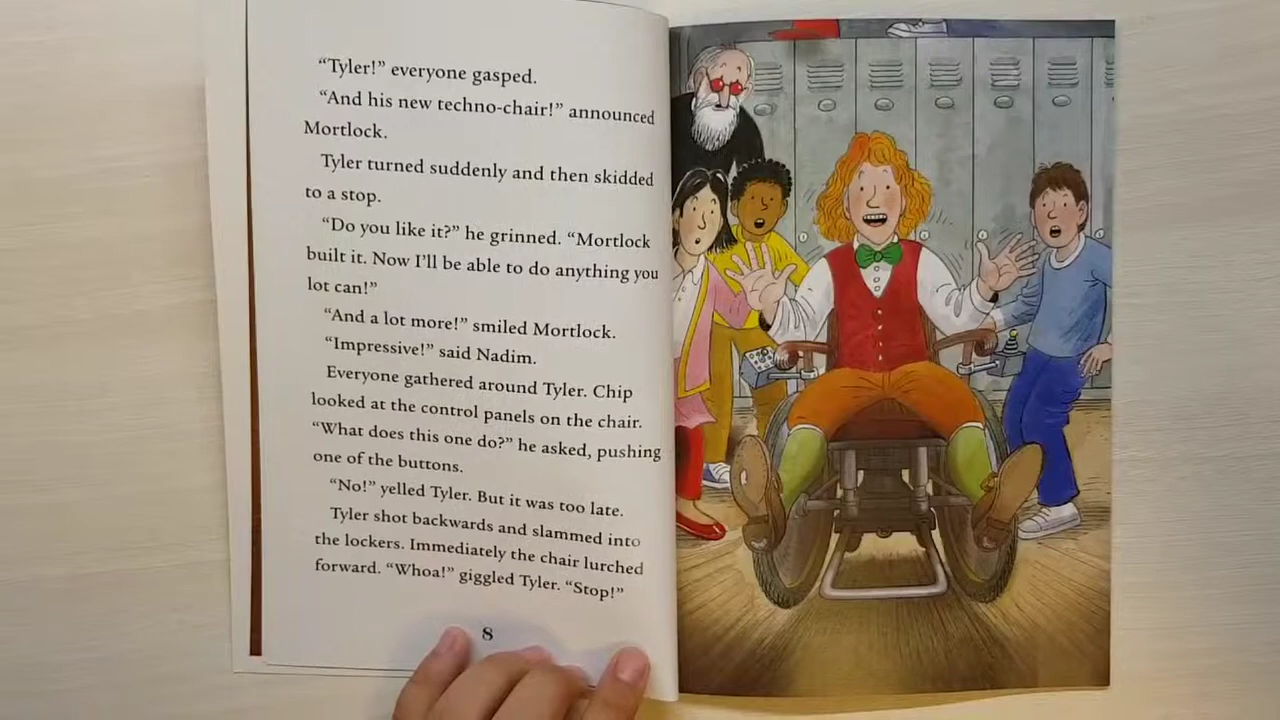 “Tyler!” everyone gasped.
“And his new techno-chair!” announced
Mortlock.
Tyler turned suddenly and then skidded
to a stop.
“Do you like it?” he grinned. “Mortlock
built it. Now I’ll be able to do anything you
lot can!”
“And a lot more!” smiled Mortlock.
“Impressive!” said Nadim.
Everyone gathered around Tyler. Chip
looked at the control panels on the chair.
“What does this one do?” he asked, pushing
one of the buttons.
“No!” yelled Tyler. But it was too late.
Tyler shot backwards and slammed into
the lockers. Immediately the chair lurched
forward. “Whoa!” giggled Tyler. “Stop!”
8